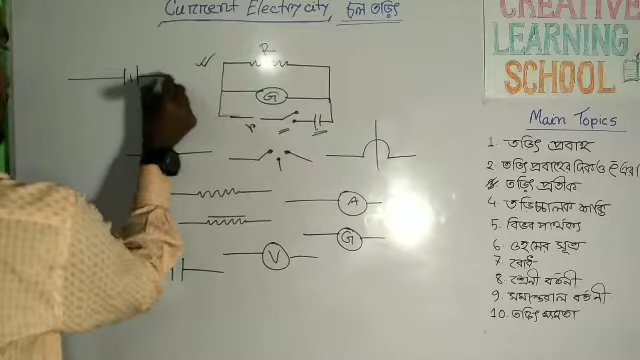 Current Electrycity, চল তড়িৎ
CREATIVE
LEARNING
SCHOOL
R
G
r
A
G
V
Main Topics
1. তড়িৎ প্রবাহ
2. তড়িৎ প্রবাহের দিক ও
3. তড়িৎ প্রতীক
4. তড়িচ্চালক শক্তি
5. বিভব পার্থক্য
6. ওহমের সূত্র
7. রোধ
8. শ্রেণী বর্তনী
9. সমান্তরাল বর্তনী
10. তড়িৎ ক্ষমতা